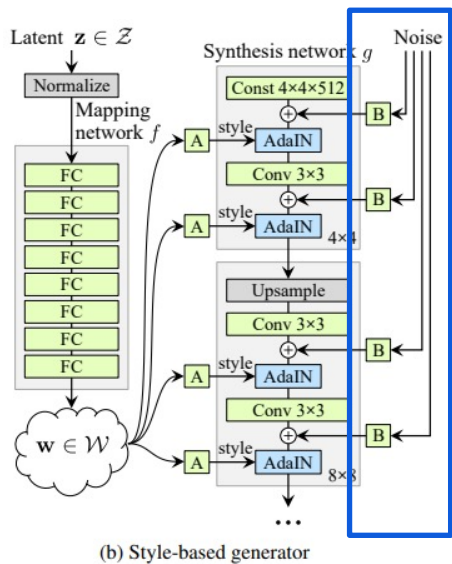 Latent z ∈ Z
Normalize
Mapping
network f
FC
FC
FC
FC
FC
FC
FC
FC
w ∈ W
A
style
A
style
A
style
A
style
Synthesis network g
Const 4×4×512
AdaIN
Conv 3×3
AdaIN
4×4
Upsample
Conv 3×3
AdaIN
Conv 3×3
AdaIN
8×8
...
Noise
B
B
B
B
(b) Style-based generator